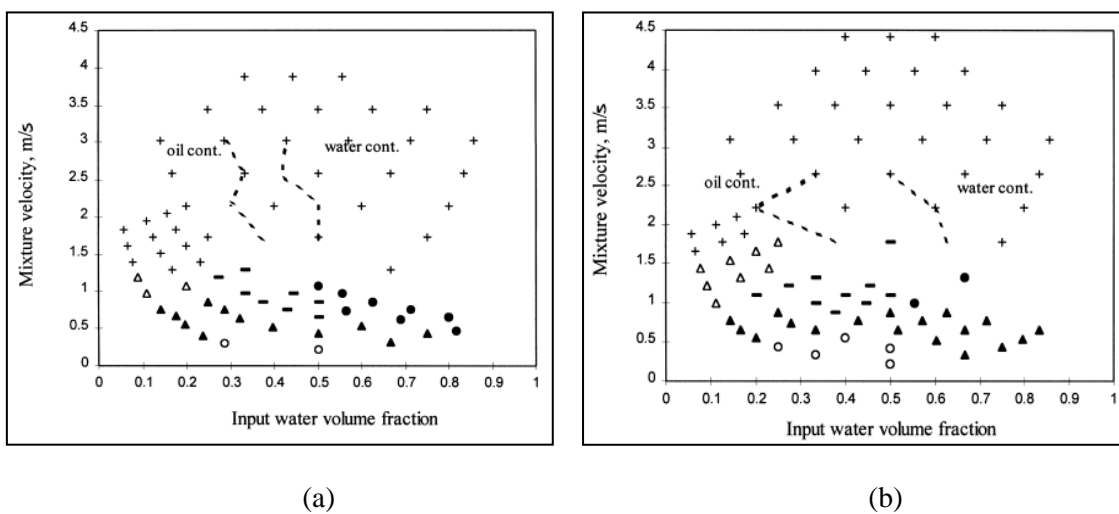 4.5
4
3.5
3
2.5
2
1.5
1
0.5
0
Mixture velocity, m/s
oil cont.
water cont.
0 0.1 0.2 0.3 0.4 0.5 0.6 0.7 0.8 0.9 1
Input water volume fraction
(a)
4.5
4
3.5
3
2.5
2
1.5
1
0.5
0
Mixture velocity, m/s
oil cont.
water cont.
0 0.1 0.2 0.3 0.4 0.5 0.6 0.7 0.8 0.9 1
Input water volume fraction
(b)